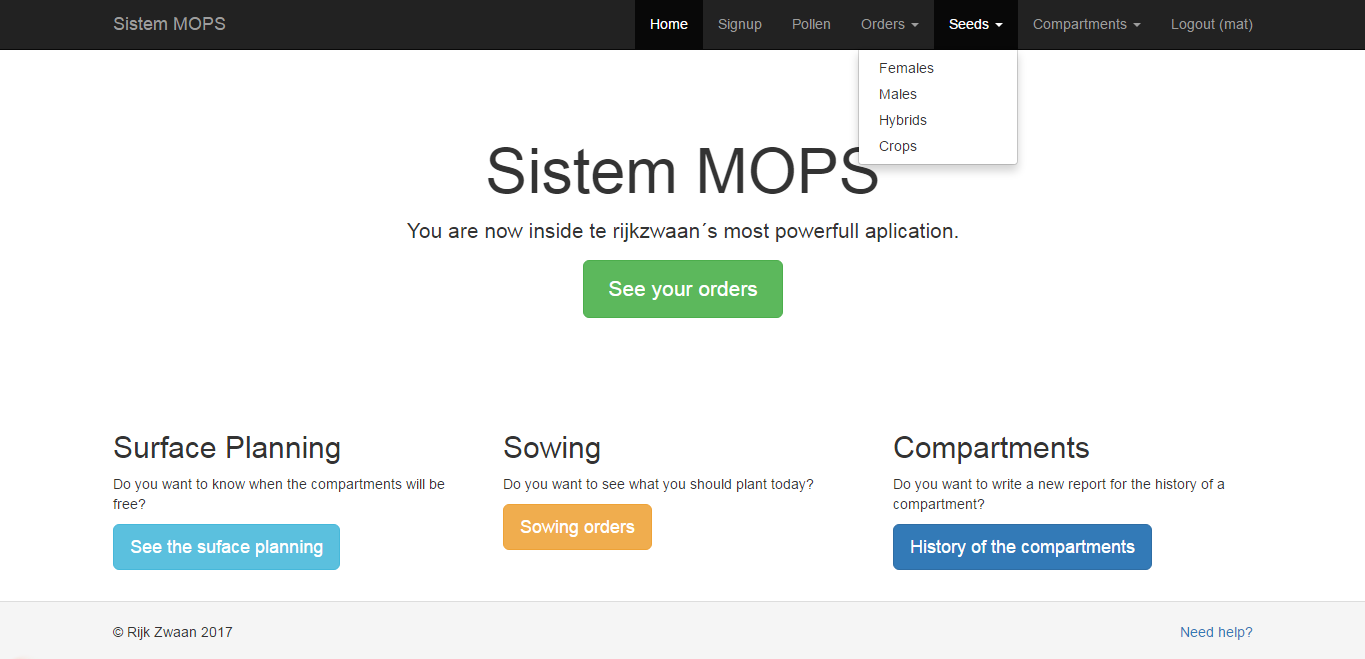 Sistem MOPS
Home
Signup
Pollen
Orders
Seeds
Compartments
Logout (mat)
Females
Males
Hybrids
Crops
Sistem MOPS
You are now inside te rijkzwaan´s most powerfull aplication.
See your orders
Surface Planning
Do you want to know when the compartments will be
free?
See the suface planning
Sowing
Do you want to see what you should plant today?
Sowing orders
Compartments
Do you want to write a new report for the history of a
compartment?
History of the compartments
© Rijk Zwaan 2017
Need help?